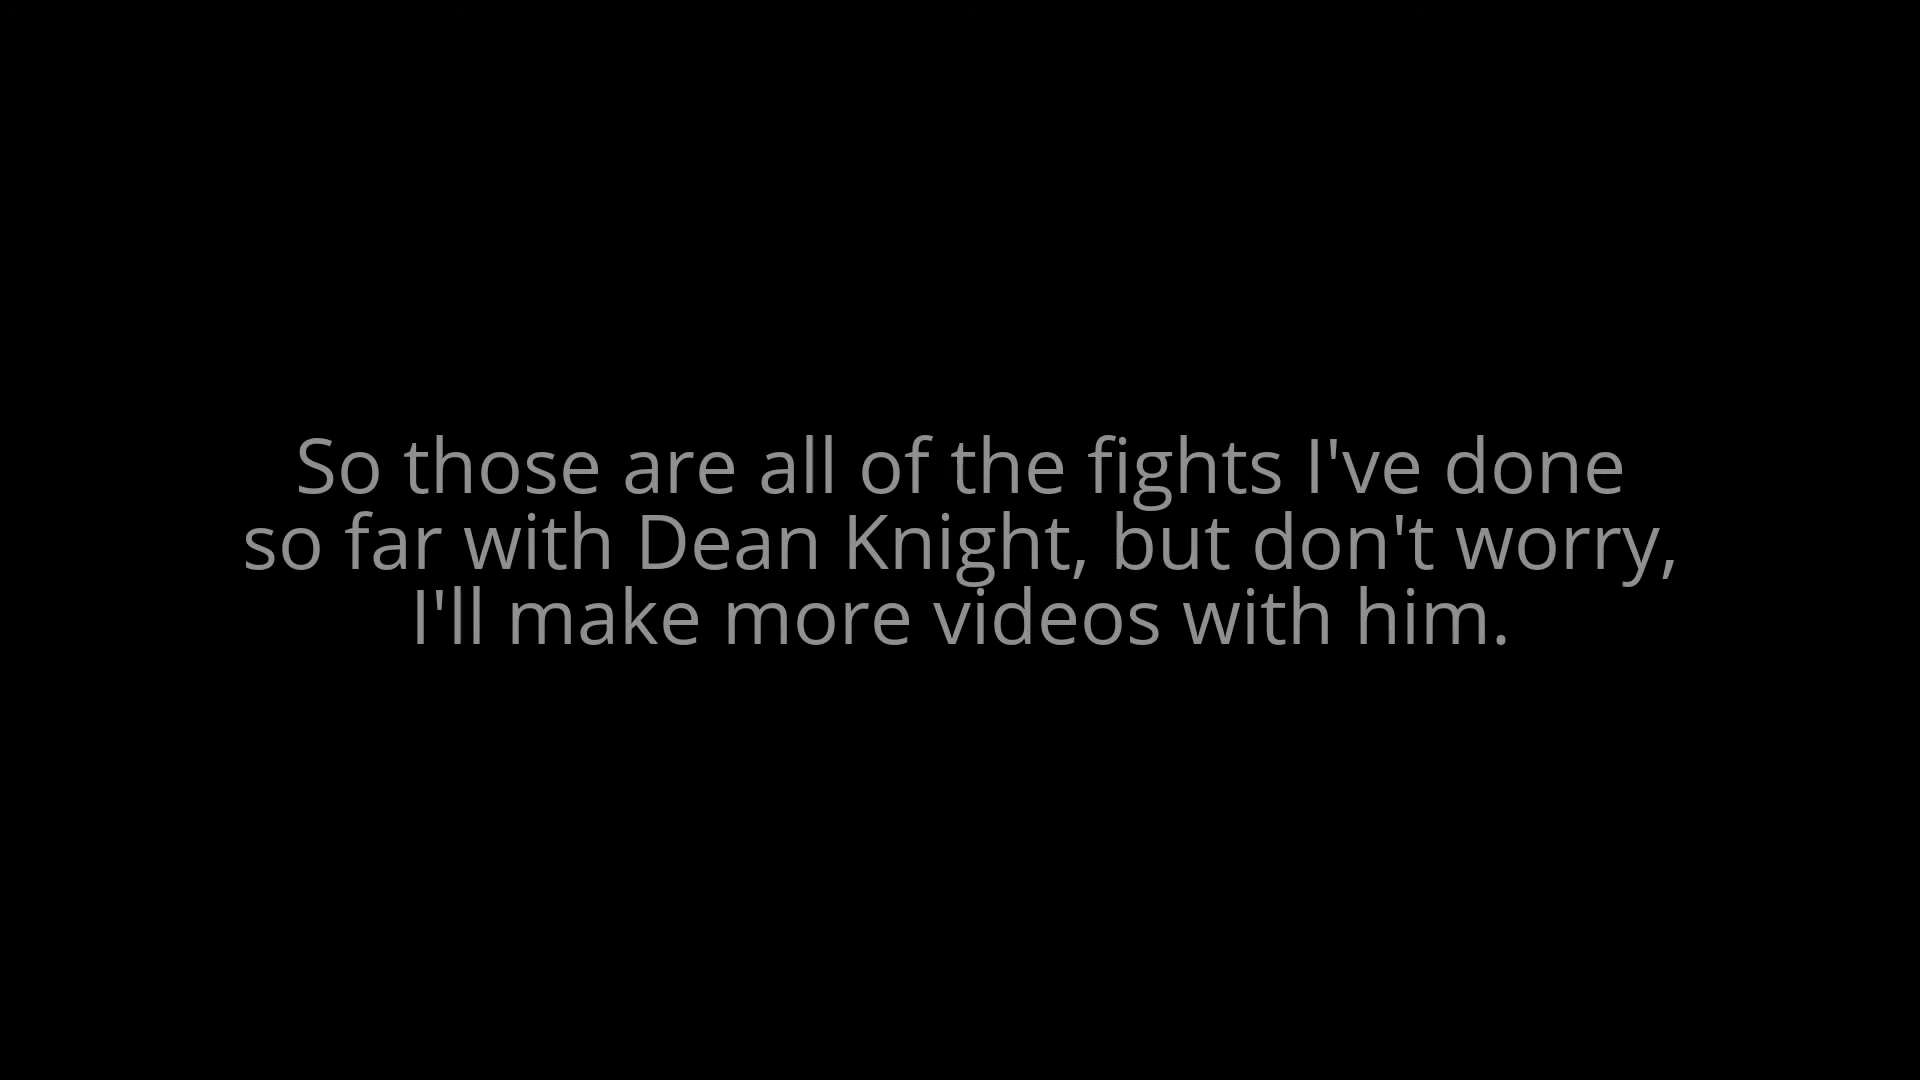 So those are all of the fights I've done
so far with Dean Knight, but don't worry,
I'll make more videos with him.